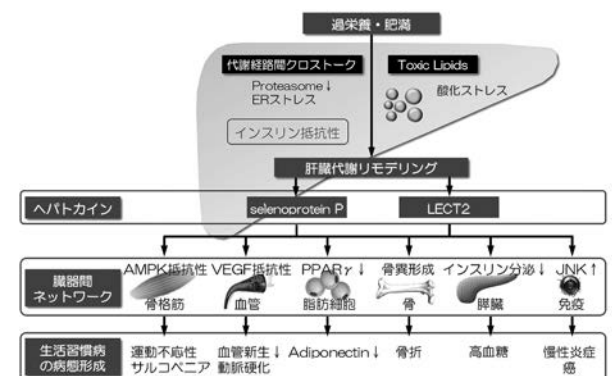 過栄養・肥満
代謝経路間クロストーク
Toxic Lipids
Proteasome↓
ERストレス
酸化ストレス
インスリン抵抗性
肝臓代謝リモデリング
ヘパトカイン
selenoprotein P
LECT2
臓器間
ネットワーク
AMPK抵抗性 VEGF抵抗性 PPARγ↓ 骨異形成 インスリン分泌↓ JNK↑
骨格筋 血管 脂肪細胞 骨 膵臓 免疫
生活習慣病
の病態形成
運動不応性 血管新生↓ Adiponectin↓ 骨折 高血糖 慢性炎症
サルコペニア 動脈硬化 癌